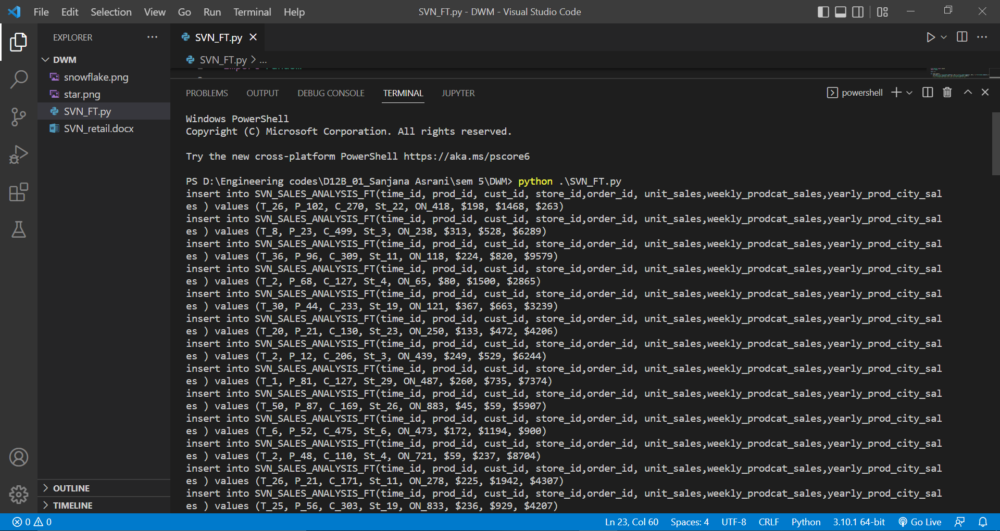 File Edit Selection View Go Run Terminal Help
SVN_FT.py - DWM - Visual Studio Code
EXPLORER
DWM
snowflake.png
star.png
SVN_FT.py
SVN_retail.docx
OUTLINE
TIMELINE
SVN_FT.py
SVN_FT.py > ...
PROBLEMS OUTPUT DEBUG CONSOLE TERMINAL JUPYTER
powershell
Windows PowerShell
Copyright (C) Microsoft Corporation. All rights reserved.
Try the new cross-platform PowerShell https://aka.ms/pscore6
PS D:\Engineering codes\D12B_01_Sanjana Asrani\sem 5\DWM> python .\SVN_FT.py
insert into SVN_SALES_ANALYSIS_FT(time_id, prod_id, cust_id, store_id,order_id, unit_sales,weekly_prodcat_sales,yearly_prod_city_sal
es ) values (T_26, P_102, C_270, St_22, ON_418, $198, $1468, $263)
insert into SVN_SALES_ANALYSIS_FT(time_id, prod_id, cust_id, store_id,order_id, unit_sales,weekly_prodcat_sales,yearly_prod_city_sal
es ) values (T_8, P_23, C_499, St_3, ON_238, $313, $528, $6289)
insert into SVN_SALES_ANALYSIS_FT(time_id, prod_id, cust_id, store_id,order_id, unit_sales,weekly_prodcat_sales,yearly_prod_city_sal
es ) values (T_36, P_96, C_309, St_11, ON_118, $224, $820, $9579)
insert into SVN_SALES_ANALYSIS_FT(time_id, prod_id, cust_id, store_id,order_id, unit_sales,weekly_prodcat_sales,yearly_prod_city_sal
es ) values (T_2, P_68, C_127, St_4, ON_65, $80, $1500, $2865)
insert into SVN_SALES_ANALYSIS_FT(time_id, prod_id, cust_id, store_id,order_id, unit_sales,weekly_prodcat_sales,yearly_prod_city_sal
es ) values (T_30, P_44, C_233, St_19, ON_121, $367, $663, $3239)
insert into SVN_SALES_ANALYSIS_FT(time_id, prod_id, cust_id, store_id,order_id, unit_sales,weekly_prodcat_sales,yearly_prod_city_sal
es ) values (T_20, P_21, C_130, St_23, ON_250, $133, $472, $4206)
insert into SVN_SALES_ANALYSIS_FT(time_id, prod_id, cust_id, store_id,order_id, unit_sales,weekly_prodcat_sales,yearly_prod_city_sal
es ) values (T_2, P_12, C_206, St_3, ON_439, $249, $529, $6244)
insert into SVN_SALES_ANALYSIS_FT(time_id, prod_id, cust_id, store_id,order_id, unit_sales,weekly_prodcat_sales,yearly_prod_city_sal
es ) values (T_1, P_81, C_127, St_29, ON_487, $260, $735, $7374)
insert into SVN_SALES_ANALYSIS_FT(time_id, prod_id, cust_id, store_id,order_id, unit_sales,weekly_prodcat_sales,yearly_prod_city_sal
es ) values (T_50, P_87, C_169, St_26, ON_883, $45, $59, $5907)
insert into SVN_SALES_ANALYSIS_FT(time_id, prod_id, cust_id, store_id,order_id, unit_sales,weekly_prodcat_sales,yearly_prod_city_sal
es ) values (T_6, P_52, C_475, St_6, ON_473, $172, $1194, $900)
insert into SVN_SALES_ANALYSIS_FT(time_id, prod_id, cust_id, store_id,order_id, unit_sales,weekly_prodcat_sales,yearly_prod_city_sal
es ) values (T_2, P_48, C_110, St_4, ON_721, $59, $237, $8704)
insert into SVN_SALES_ANALYSIS_FT(time_id, prod_id, cust_id, store_id,order_id, unit_sales,weekly_prodcat_sales,yearly_prod_city_sal
es ) values (T_26, P_21, C_171, St_11, ON_278, $225, $1942, $4307)
insert into SVN_SALES_ANALYSIS_FT(time_id, prod_id, cust_id, store_id,order_id, unit_sales,weekly_prodcat_sales,yearly_prod_city_sal
es ) values (T_25, P_56, C_303, St_19, ON_833, $236, $929, $4207)
0 0 Ln 23, Col 60 Spaces: 4 UTF-8 CRLF Python 3.10.1 64-bit Go Live